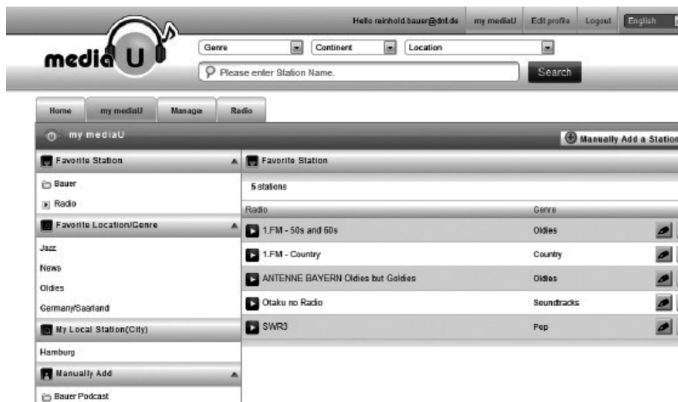 Hello reinhold.bauer@dnt.de my mediaU Edit profile Logout English
media U
Genre Continent Location
Please enter Station Name. Search
Home my mediaU Manage Radio
my mediaU
Manually Add a Station
Favorite Station
Bauer
Radio
Favorite Location/Genre
Jazz
News
Oldies
Germany/Saarland
My Local Station(City)
Hamburg
Manually Add
Bauer Podcast
Favorite Station
5 stations
Radio Genre
1.FM - 50s and 60s Oldies
1.FM - Country Country
ANTENNE BAYERN Oldies but Goldies Oldies
Otaku no Radio Soundtracks
SWR3 Pop